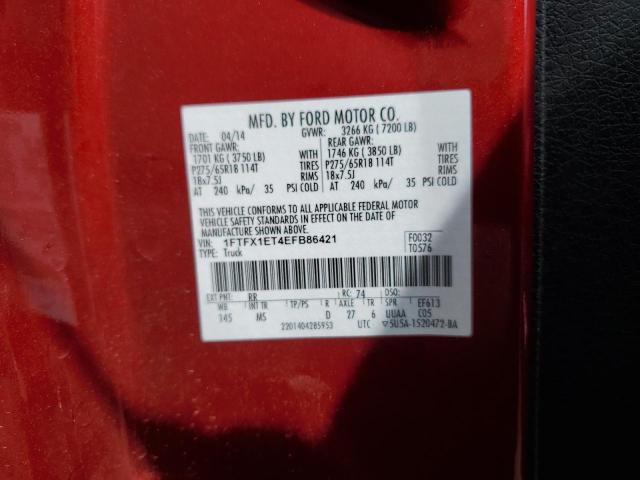 MFD. BY FORD MOTOR CO.
DATE: 04/14 GVWR: 3266 KG ( 7200 LB)
FRONT GAWR: REAR GAWR:
1701 KG ( 3750 LB) WITH 1746 KG ( 3850 LB) WITH
P275/65R18 114T TIRES P275/65R18 114T TIRES
18x7.5J RIMS 18x7.5J RIMS
AT 240 kPa/ 35 PSI COLD AT 240 kPa/ 35 PSI COLD
THIS VEHICLE CONFORMS TO ALL APPLICABLE FEDERAL MOTOR
VEHICLE SAFETY STANDARDS IN EFFECT ON THE DATE OF
MANUFACTURE SHOWN ABOVE.
VIN: 1FTFX1ET4EFB86421 F0032
TYPE: Truck T0576
EXT PNT: RR RC: 74 DSO:
WB INT TR TP/PS R AXLE TR SPR EF613
145 MS D 27 6 UUAA C05
2201404285953 UTC ▽5U5A-1520472-BA